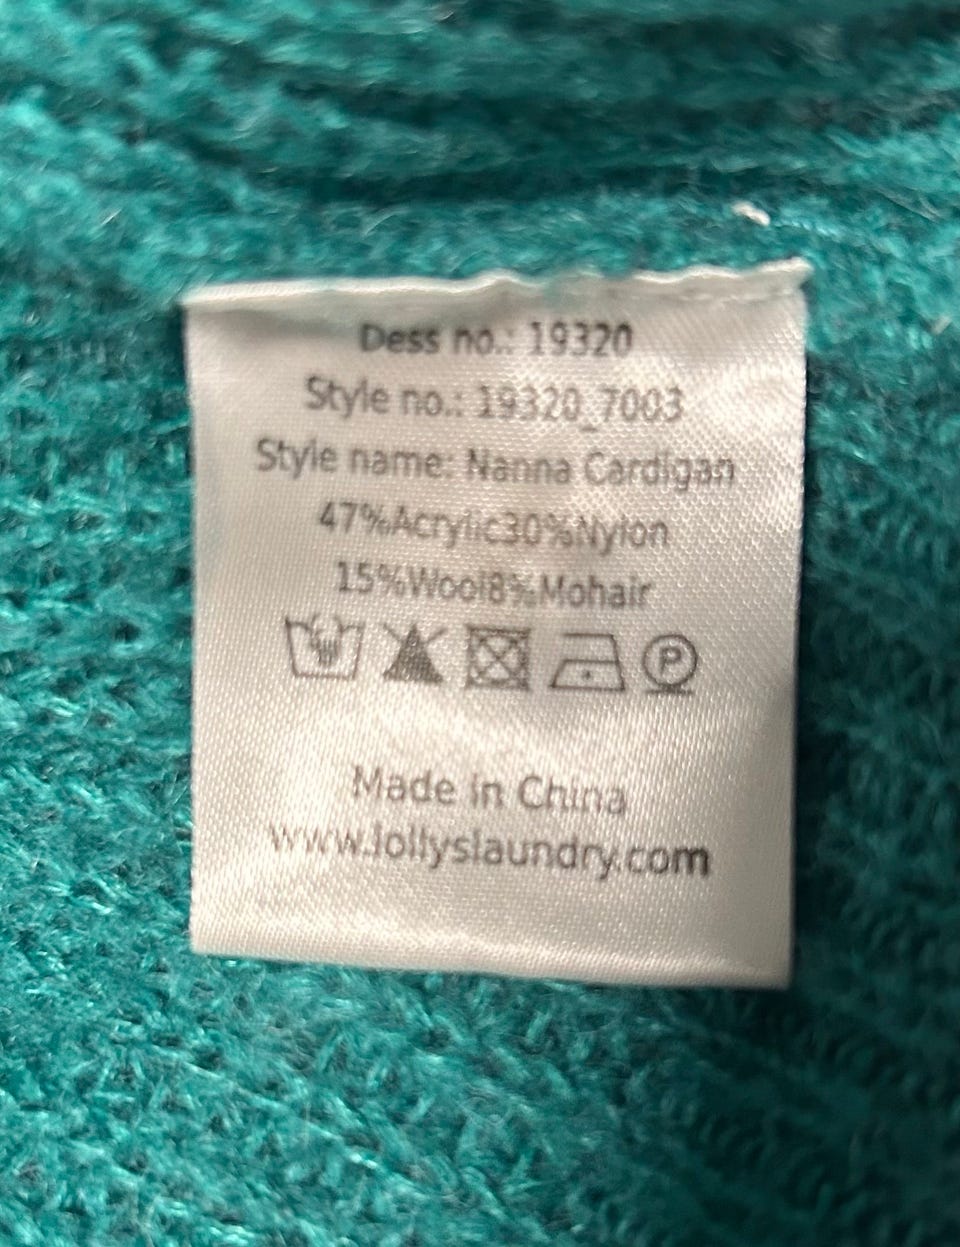 Dess no.: 19320
Style no.: 19320_7003
Style name: Nanna Cardigan
47%Acrylic30%Nylon
15%Wool8%Mohair
P
Made in China
www.lollyslaundry.com